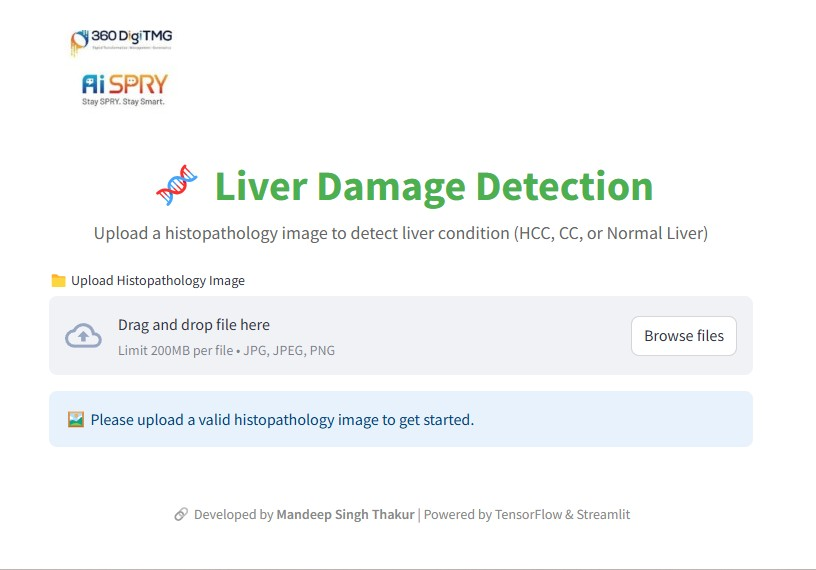 360DigiTMG
AiSPRY
Stay SPRY. Stay Smart.
Liver Damage Detection
Upload a histopathology image to detect liver condition (HCC, CC, or Normal Liver)
Upload Histopathology Image
Drag and drop file here
Limit 200MB per file • JPG, JPEG, PNG
Browse files
Please upload a valid histopathology image to get started.
Developed by Mandeep Singh Thakur | Powered by TensorFlow & Streamlit